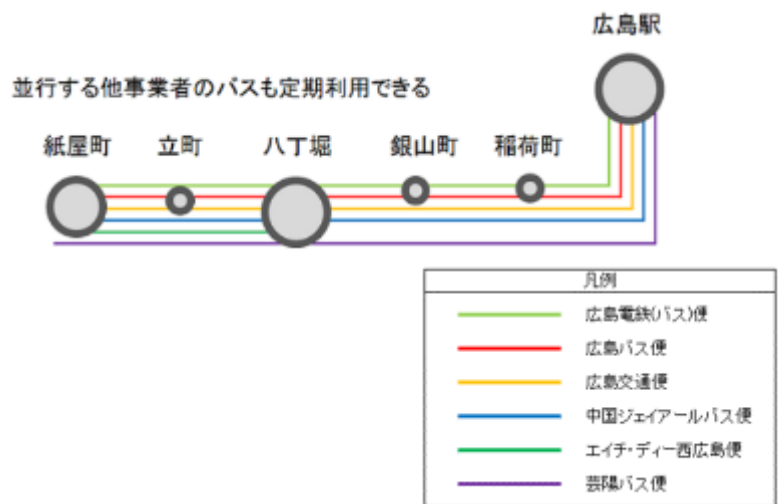 広島駅
並行する他事業者のバスも定期利用できる
紙屋町 立町 八丁堀 銀山町 稲荷町
凡例
広島電鉄(バス)便
広島バス便
広島交通便
中国ジェイアールバス便
エイチ・ディー西広島便
芸陽バス便